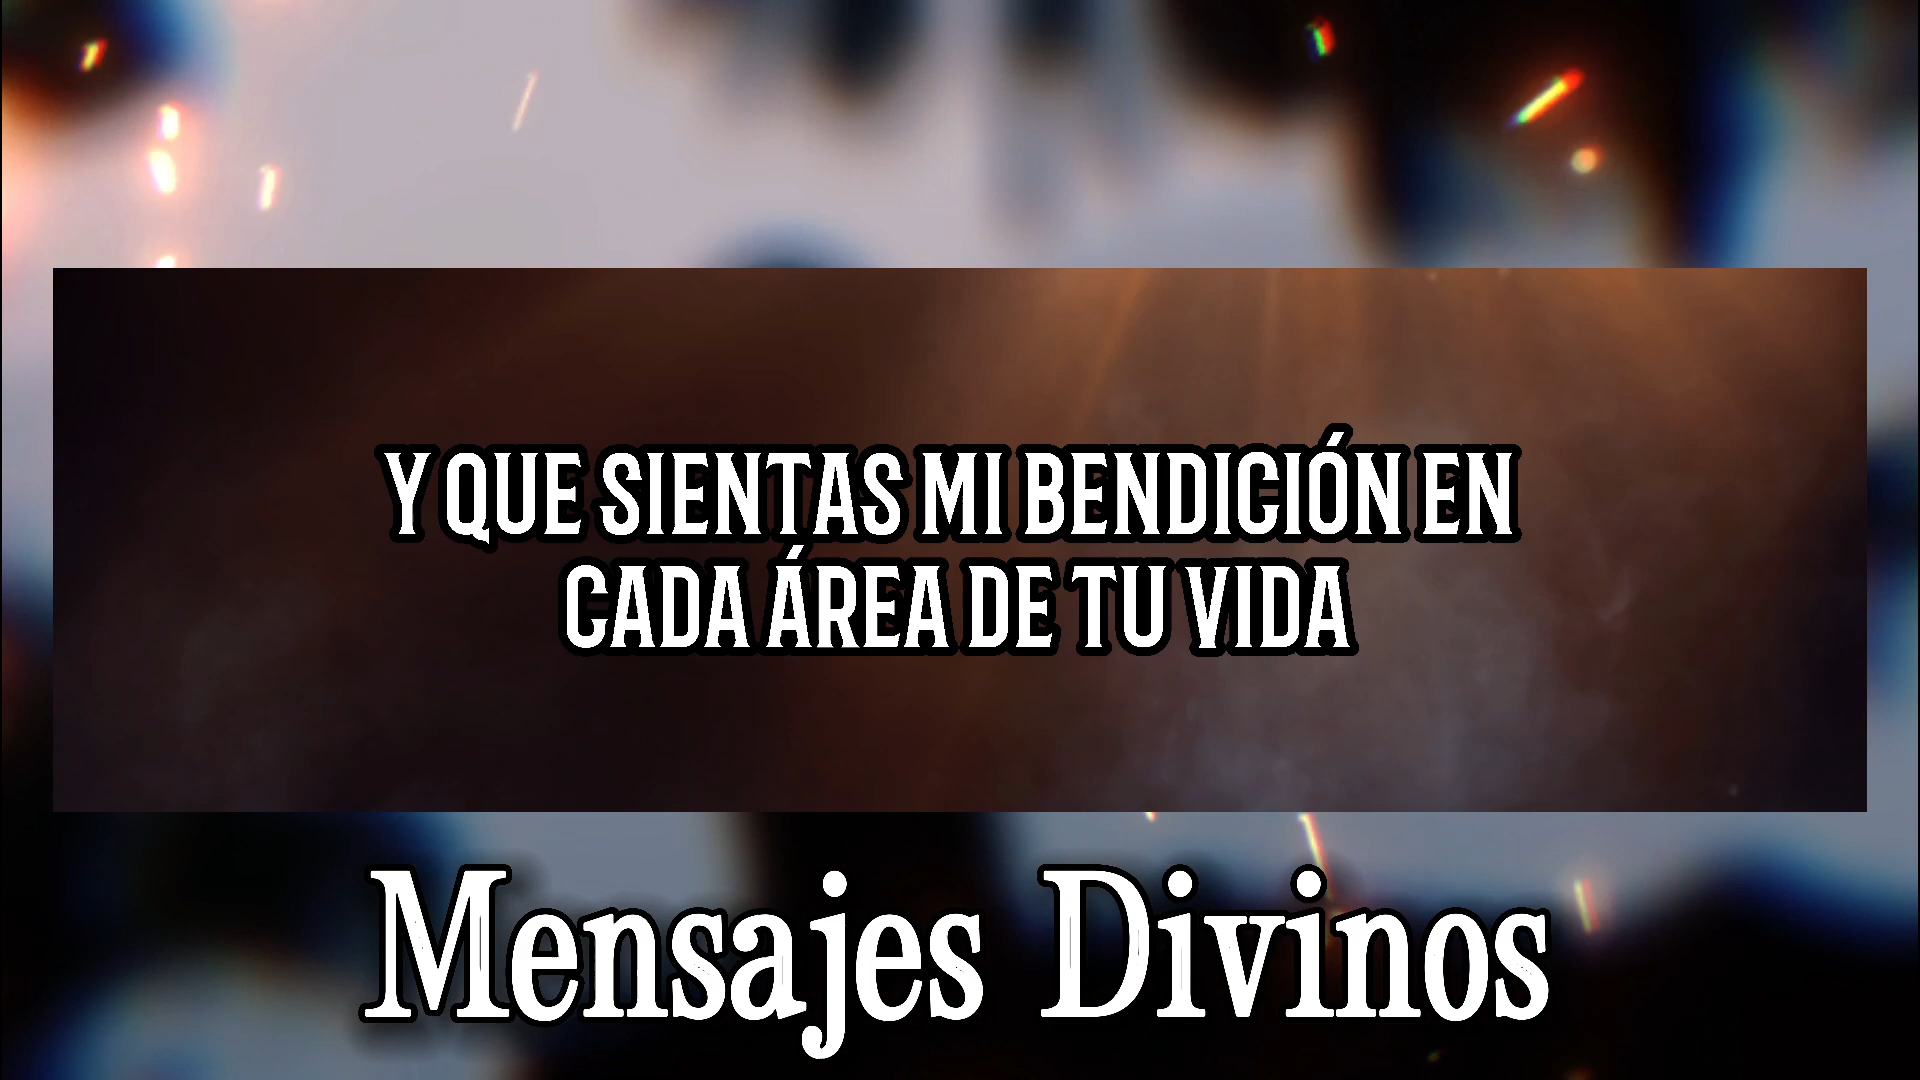 Y QUE SIENTAS MI BENDICIÓN EN
CADA ÁREA DE TU VIDA
Mensajes Divinos